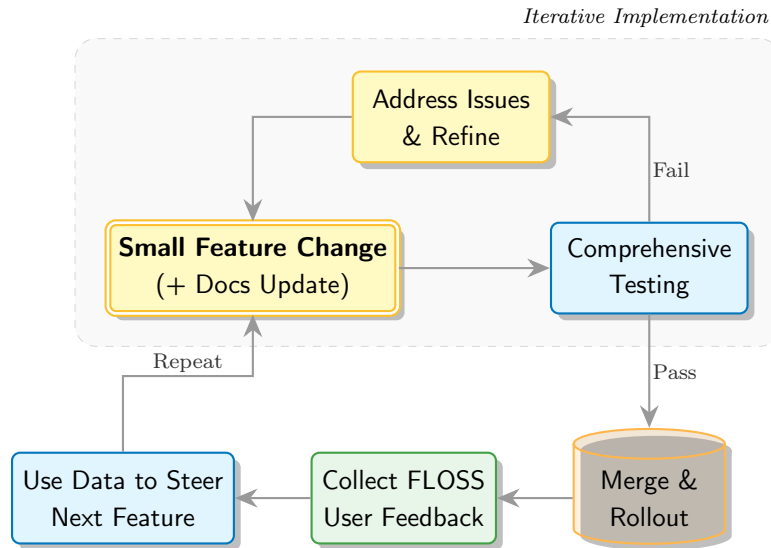 Iterative Implementation
Address Issues
& Refine
Fail
Small Feature Change
(+ Docs Update)
Comprehensive
Testing
Repeat
Pass
Use Data to Steer
Next Feature
Collect FLOSS
User Feedback
Merge &
Rollout